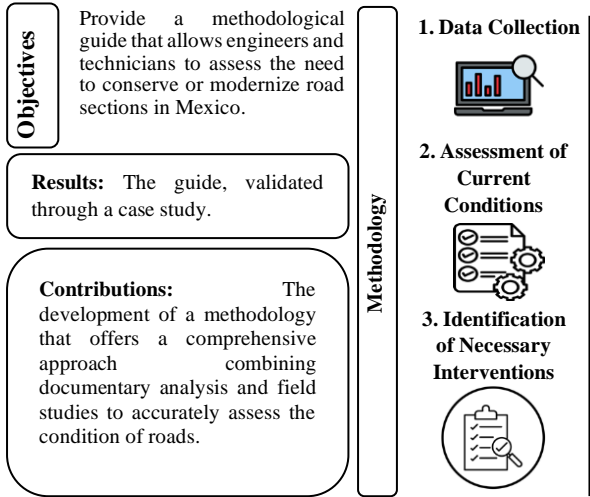 Objectives
Provide a methodological
guide that allows engineers and
technicians to assess the need
to conserve or modernize road
sections in Mexico.
Results: The guide, validated
through a case study.
Contributions: The
development of a methodology
that offers a comprehensive
approach combining
documentary analysis and field
studies to accurately assess the
condition of roads.
Methodology
1. Data Collection
2. Assessment of
Current
Conditions
3. Identification
of Necessary
Interventions